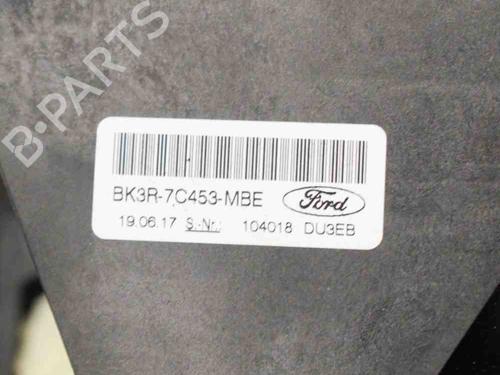 B-PARTS
BK3R-7C453-MBE
Ford
19.06.17 S.-Nr.: 104018 DU3EB